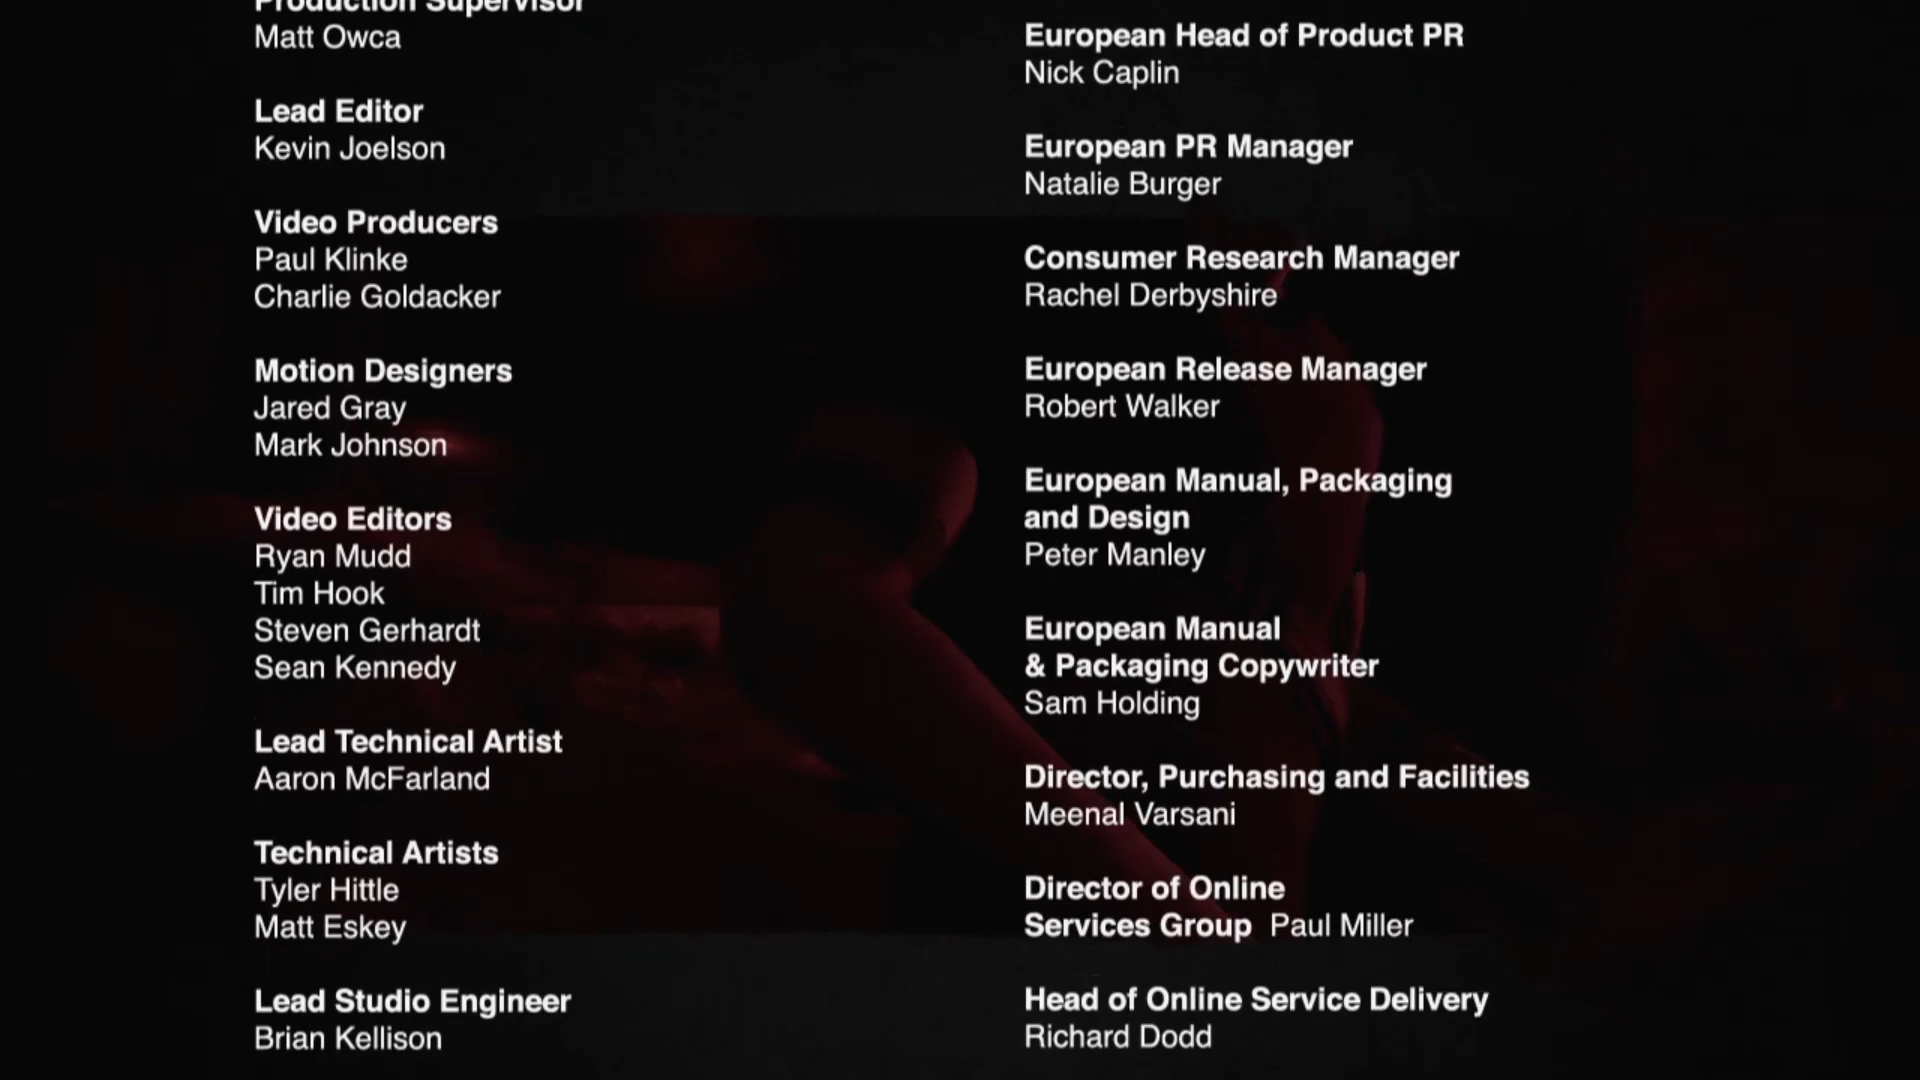 Production Supervisor
Matt Owca
Lead Editor
Kevin Joelson
Video Producers
Paul Klinke
Charlie Goldacker
Motion Designers
Jared Gray
Mark Johnson
Video Editors
Ryan Mudd
Tim Hook
Steven Gerhardt
Sean Kennedy
Lead Technical Artist
Aaron McFarland
Technical Artists
Tyler Hittle
Matt Eskey
Lead Studio Engineer
Brian Kellison
European Head of Product PR
Nick Caplin
European PR Manager
Natalie Burger
Consumer Research Manager
Rachel Derbyshire
European Release Manager
Robert Walker
European Manual, Packaging
and Design
Peter Manley
European Manual
& Packaging Copywriter
Sam Holding
Director, Purchasing and Facilities
Meenal Varsani
Director of Online
Services Group Paul Miller
Head of Online Service Delivery
Richard Dodd